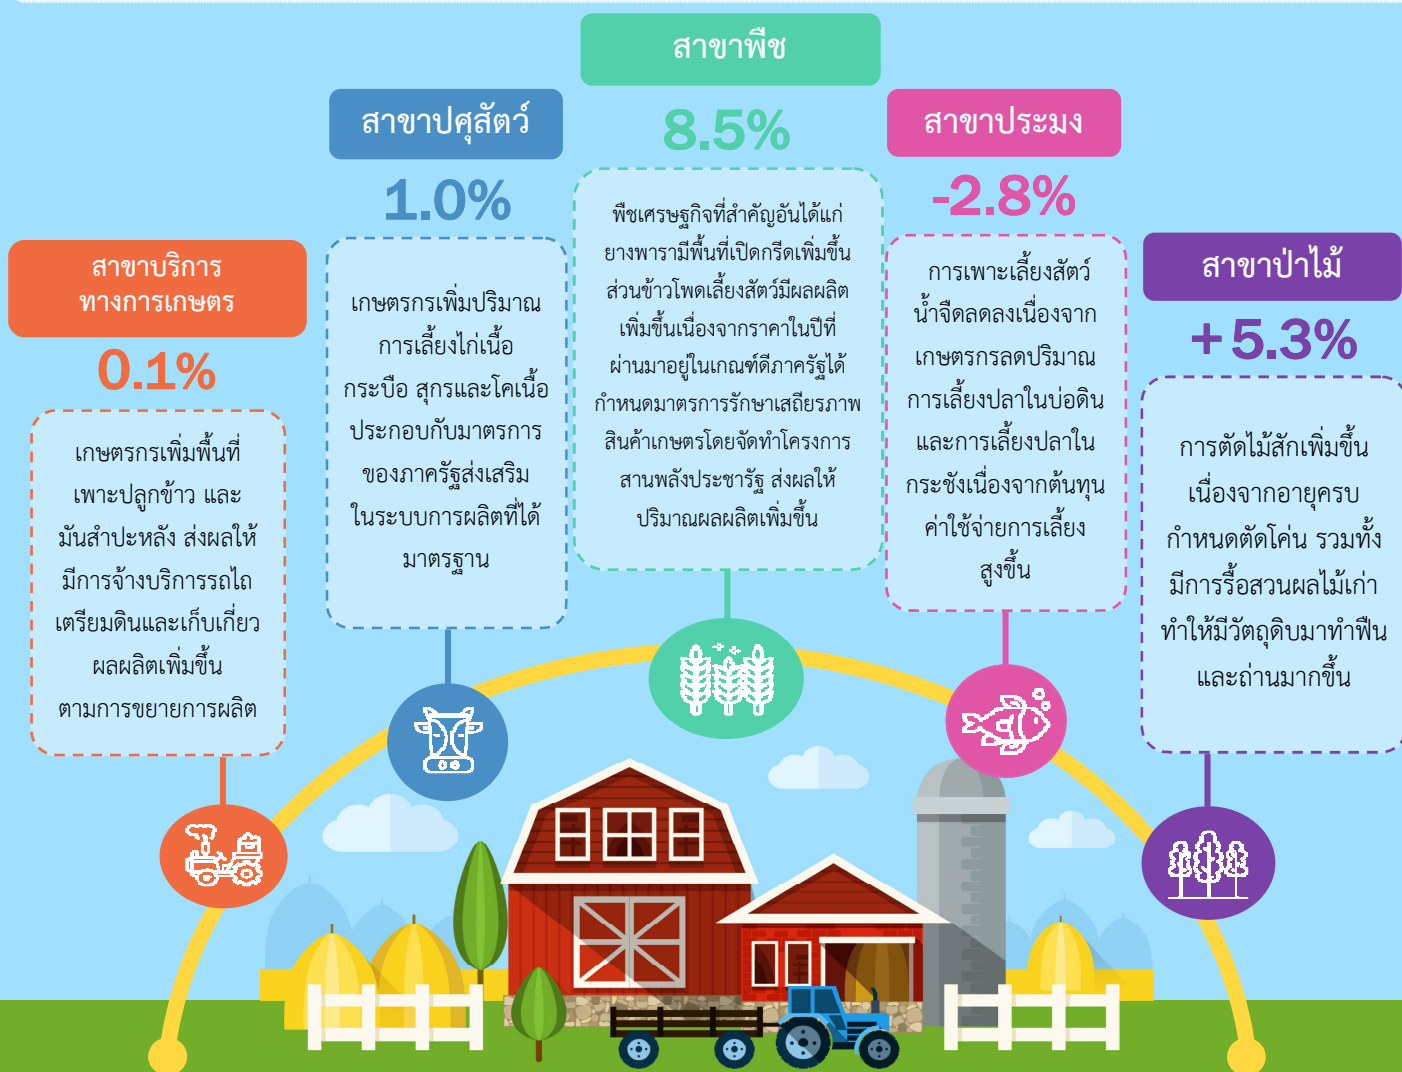 สาขาบริการ
ทางการเกษตร
0.1%
เกษตรกรเพิ่มพื้นที่
เพาะปลูกข้าว และ
มันสำปะหลัง ส่งผลให้
มีการจ้างบริการรถไถ
เตรียมดินและเก็บเกี่ยว
ผลผลิตเพิ่มขึ้น
ตามการขยายการผลิต
สาขาปศุสัตว์
1.0%
เกษตรกรเพิ่มปริมาณ
การเลี้ยงไก่เนื้อ
กระบือ สุกรและโคเนื้อ
ประกอบกับมาตรการ
ของภาครัฐส่งเสริม
ในระบบการผลิตที่ได้
มาตรฐาน
สาขาพืช
8.5%
พืชเศรษฐกิจที่สำคัญอันได้แก่
ยางพารามีพื้นที่เปิดกรีดเพิ่มขึ้น
ส่วนข้าวโพดเลี้ยงสัตว์มีผลผลิต
เพิ่มขึ้นเนื่องจากราคาในปีที่
ผ่านมาอยู่ในเกณฑ์ดีภาครัฐได้
กำหนดมาตรการรักษาเสถียรภาพ
สินค้าเกษตรโดยจัดทำโครงการ
สานพลังประชารัฐ ส่งผลให้
ปริมาณผลผลิตเพิ่มขึ้น
สาขาประมง
-2.8%
การเพาะเลี้ยงสัตว์
น้ำจืดลดลงเนื่องจาก
เกษตรกรลดปริมาณ
การเลี้ยงปลาในบ่อดิน
และการเลี้ยงปลาใน
กระชังเนื่องจากต้นทุน
ค่าใช้จ่ายการเลี้ยง
สูงขึ้น
สาขาป่าไม้
+5.3%
การตัดไม้สักเพิ่มขึ้น
เนื่องจากอายุครบ
กำหนดตัดโค่น รวมทั้ง
มีการรื้อสวนผลไม้เก่า
ทำให้มีวัตถุดิบมาทำฟืน
และถ่านมากขึ้น